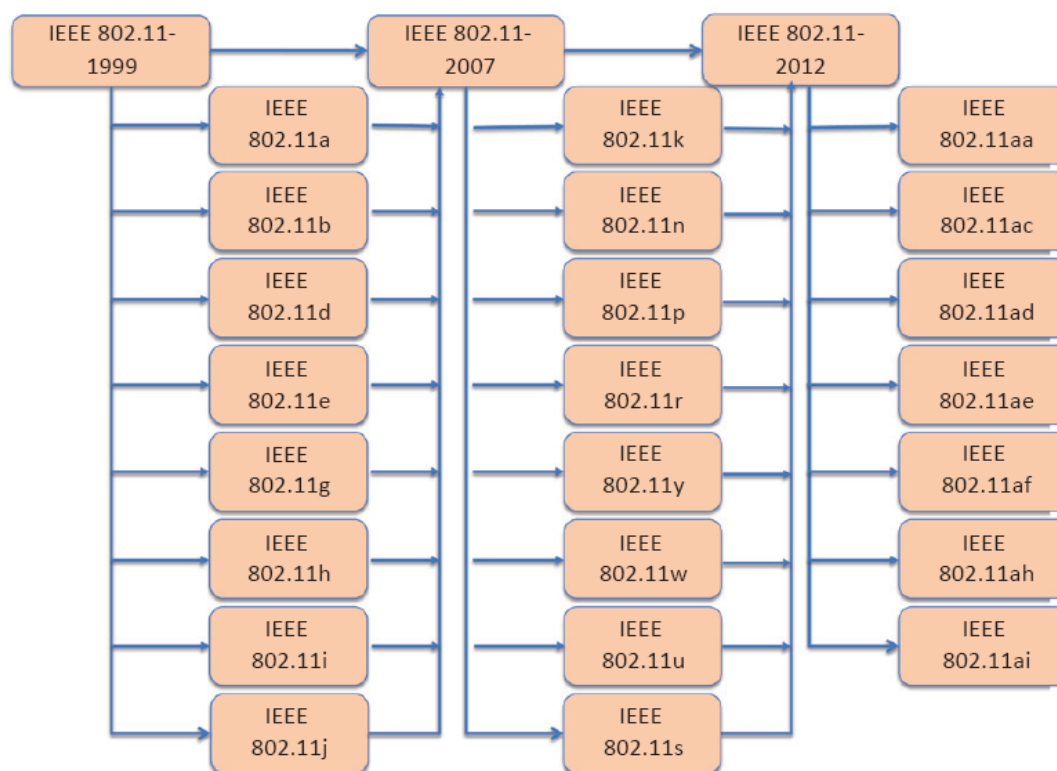 IEEE 802.11-
1999
IEEE 802.11-
2007
IEEE 802.11-
2012
IEEE
802.11a
IEEE
802.11b
IEEE
802.11d
IEEE
802.11e
IEEE
802.11g
IEEE
802.11h
IEEE
802.11i
IEEE
802.11j
IEEE
802.11k
IEEE
802.11n
IEEE
802.11p
IEEE
802.11r
IEEE
802.11y
IEEE
802.11w
IEEE
802.11u
IEEE
802.11s
IEEE
802.11aa
IEEE
802.11ac
IEEE
802.11ad
IEEE
802.11ae
IEEE
802.11af
IEEE
802.11ah
IEEE
802.11ai